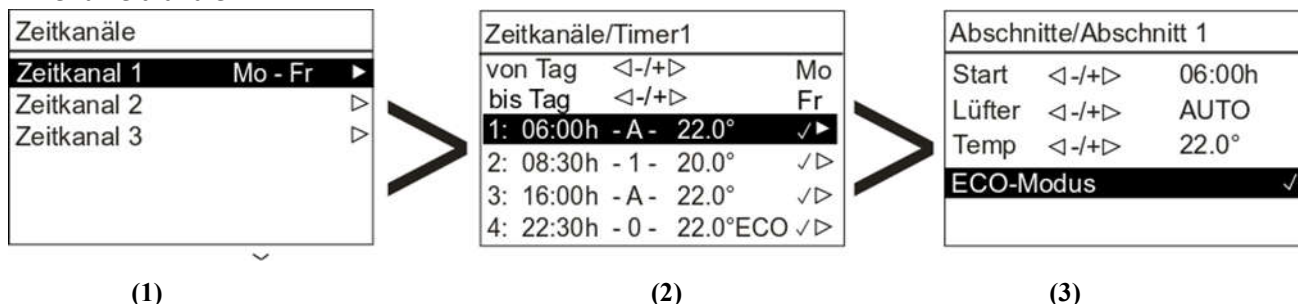 Zeitkanäle
Zeitkanal 1 Mo - Fr ▶
Zeitkanal 2 ▷
Zeitkanal 3 ▷
>
Zeitkanäle/Timer1
von Tag ◁-/+▷ Mo
bis Tag ◁-/+▷ Fr
1: 06:00h - A - 22.0° ✓▶
2: 08:30h - 1 - 20.0° ✓▷
3: 16:00h - A - 22.0° ✓▷
4: 22:30h - 0 - 22.0°ECO ✓▷
>
Abschnitte/Abschnitt 1
Start ◁-/+▷ 06:00h
Lüfter ◁-/+▷ AUTO
Temp ◁-/+▷ 22.0°
ECO-Modus ✓
(1) (2) (3)